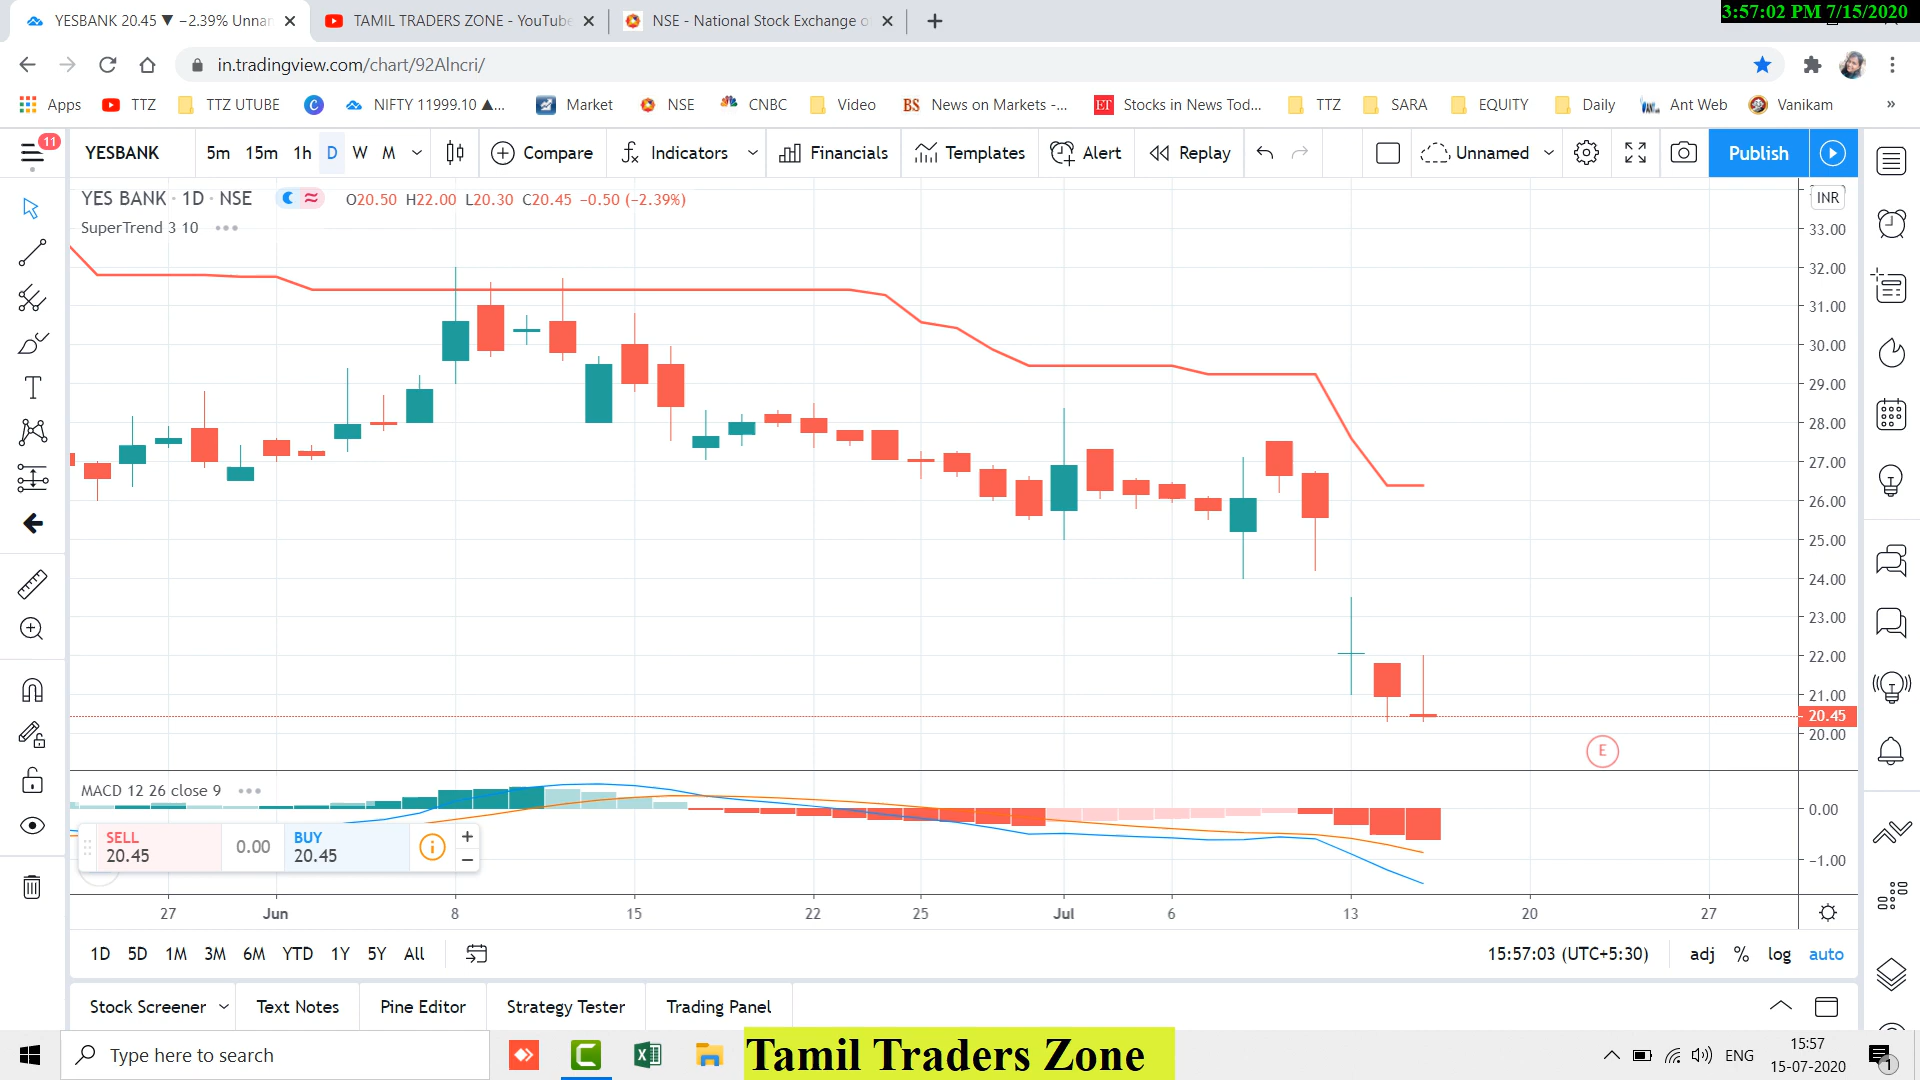 YESBANK 20.45 ▼ −2.39% Unnan
TAMIL TRADERS ZONE - YouTube
NSE - National Stock Exchange o
3:57:02 PM 7/15/2020
in.tradingview.com/chart/92Alncri/
Apps TTZ TTZ UTUBE NIFTY 11999.10 ▲... Market NSE CNBC Video BS News on Markets -... ET Stocks in News Tod... TTZ SARA EQUITY Daily Ant Web Vanikam »
11
YESBANK 5m 15m 1h D W M Compare Indicators Financials Templates Alert Replay Unnamed Publish
YES BANK · 1D · NSE O20.50 H22.00 L20.30 C20.45 −0.50 (−2.39%)
INR
SuperTrend 3 10
33.00
32.00
31.00
30.00
29.00
28.00
27.00
26.00
25.00
24.00
23.00
22.00
21.00
20.45
20.00
E
MACD 12 26 close 9
0.00
−1.00
SELL
20.45
0.00
BUY
20.45
27 Jun 8 15 22 25 Jul 6 13 20 27
1D 5D 1M 3M 6M YTD 1Y 5Y All 15:57:03 (UTC+5:30) adj % log auto
Stock Screener Text Notes Pine Editor Strategy Tester Trading Panel
Type here to search
Tamil Traders Zone
ENG
15:57
15-07-2020
1